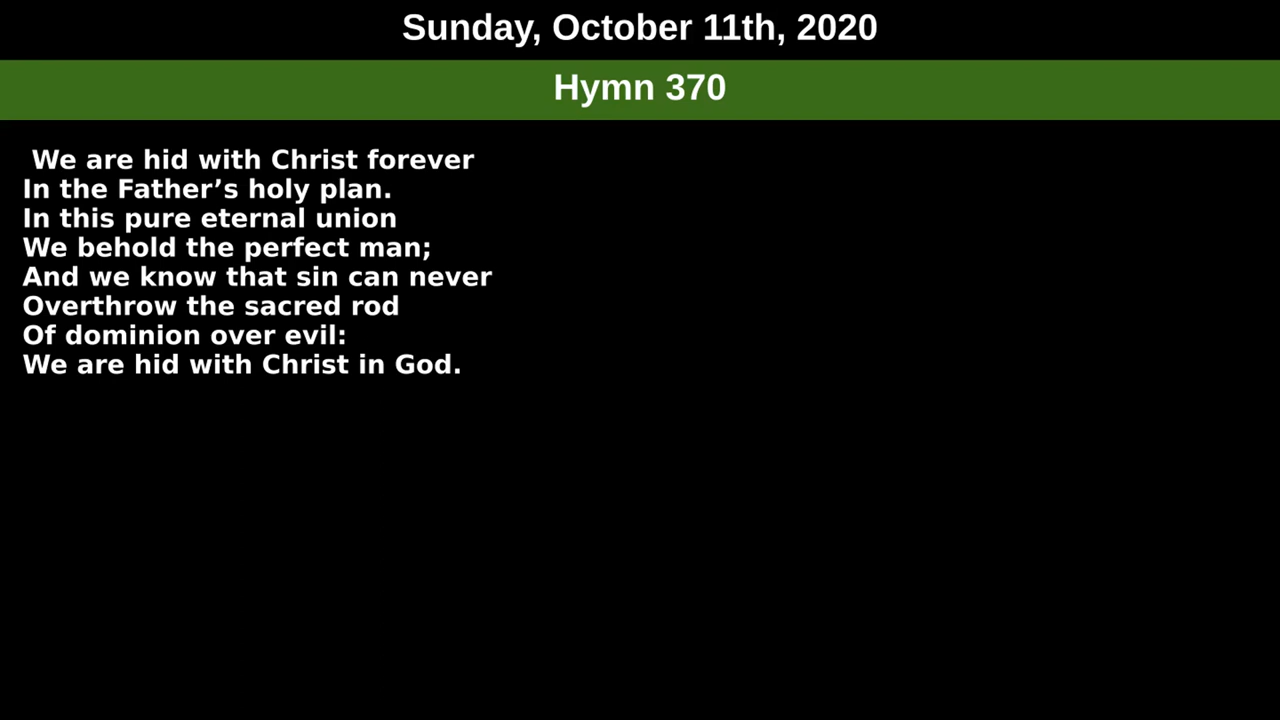 Sunday, October 11th, 2020
Hymn 370
We are hid with Christ forever
In the Father’s holy plan.
In this pure eternal union
We behold the perfect man;
And we know that sin can never
Overthrow the sacred rod
Of dominion over evil:
We are hid with Christ in God.